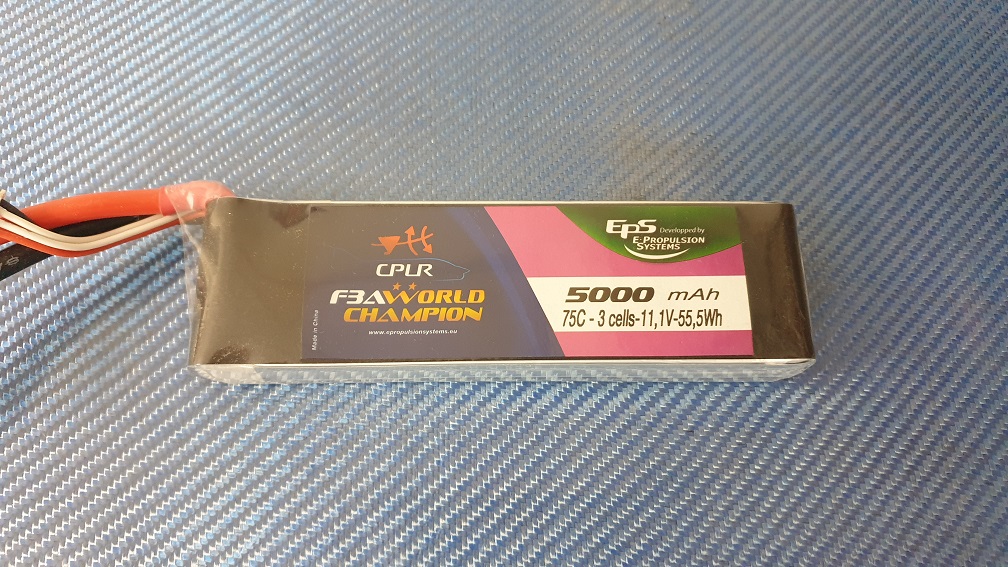 CPLR
F3A WORLD
CHAMPION
www.epropulsionsystems.eu
Made in China
EPS Developped by
E-PROPULSION
SYSTEMS
5000 mAh
75C - 3 cells-11,1V-55,5Wh